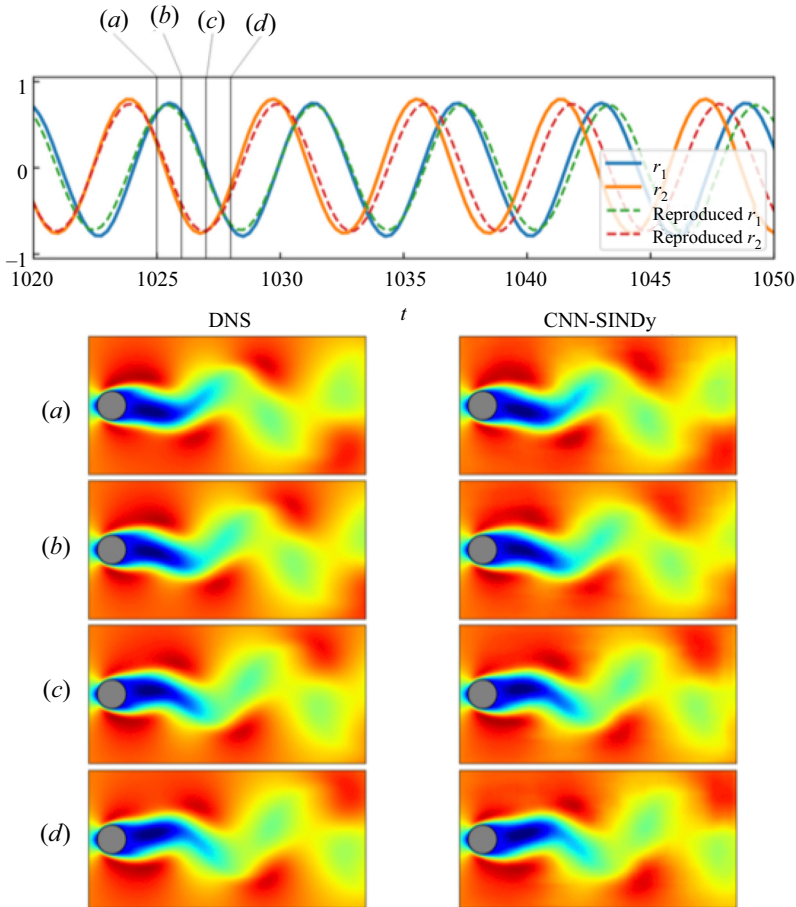 (a) (b) (c) (d)
1
0
–1
r1
r2
Reproduced r1
Reproduced r2
1020 1025 1030 1035 1040 1045 1050
t
DNS CNN-SINDy
(a)
(b)
(c)
(d)